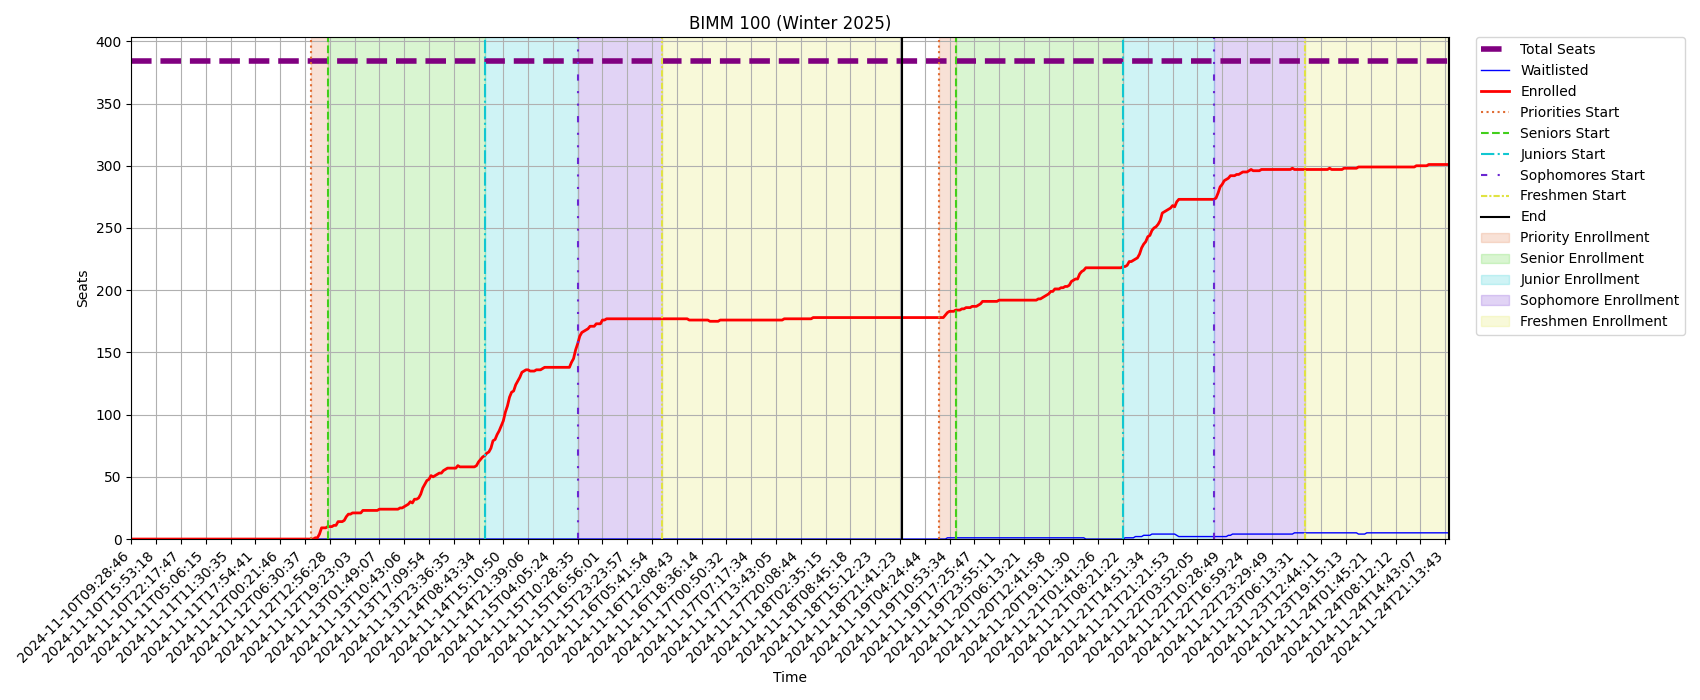 BIMM 100 (Winter 2025)
400
350
300
250
200
150
100
50
0
Seats
2024-11-10T09:28:46
2024-11-10T15:53:18
2024-11-10T22:17:47
2024-11-11T05:06:15
2024-11-11T11:30:35
2024-11-11T17:54:41
2024-11-12T00:21:46
2024-11-12T06:30:37
2024-11-12T12:56:28
2024-11-12T19:23:03
2024-11-13T01:49:07
2024-11-13T10:43:06
2024-11-13T17:09:54
2024-11-13T23:36:35
2024-11-14T08:43:34
2024-11-14T15:10:50
2024-11-14T21:39:06
2024-11-15T04:05:24
2024-11-15T10:28:35
2024-11-15T16:56:01
2024-11-15T23:23:57
2024-11-16T05:41:54
2024-11-16T12:08:43
2024-11-16T18:36:14
2024-11-17T00:50:32
2024-11-17T07:17:34
2024-11-17T13:43:05
2024-11-17T20:08:44
2024-11-18T02:35:15
2024-11-18T08:45:18
2024-11-18T15:12:23
2024-11-18T21:41:23
2024-11-19T04:24:44
2024-11-19T10:53:34
2024-11-19T17:25:47
2024-11-19T23:55:11
2024-11-20T06:13:21
2024-11-20T12:41:58
2024-11-20T19:11:30
2024-11-21T01:41:26
2024-11-21T08:21:22
2024-11-21T14:51:34
2024-11-21T21:21:53
2024-11-22T03:52:05
2024-11-22T10:28:49
2024-11-22T16:59:24
2024-11-22T23:29:49
2024-11-23T06:13:31
2024-11-23T12:44:11
2024-11-23T19:15:13
2024-11-24T01:45:21
2024-11-24T08:12:12
2024-11-24T14:43:07
2024-11-24T21:13:43
Time
Total Seats
Waitlisted
Enrolled
Priorities Start
Seniors Start
Juniors Start
Sophomores Start
Freshmen Start
End
Priority Enrollment
Senior Enrollment
Junior Enrollment
Sophomore Enrollment
Freshmen Enrollment